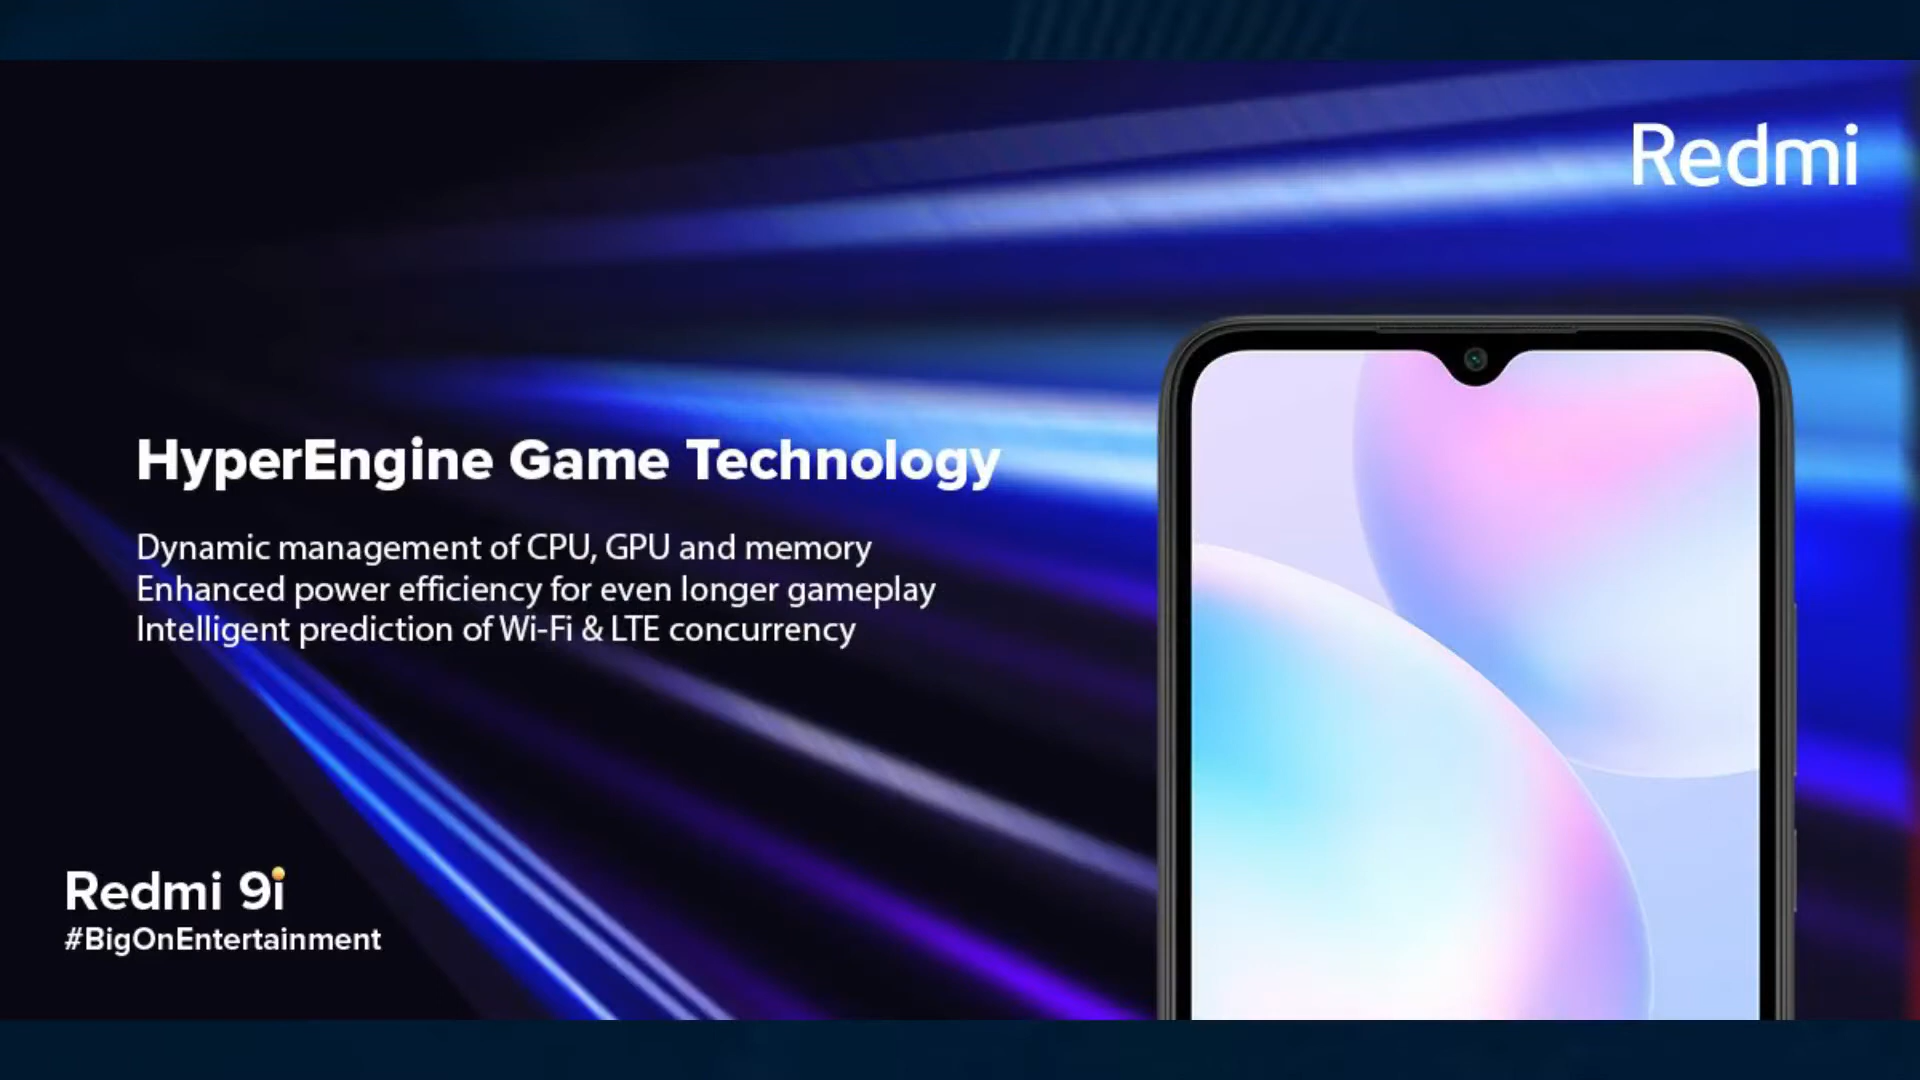 Redmi
HyperEngine Game Technology
Dynamic management of CPU, GPU and memory
Enhanced power efficiency for even longer gameplay
Intelligent prediction of Wi-Fi & LTE concurrency
Redmi 9i
#BigOnEntertainment